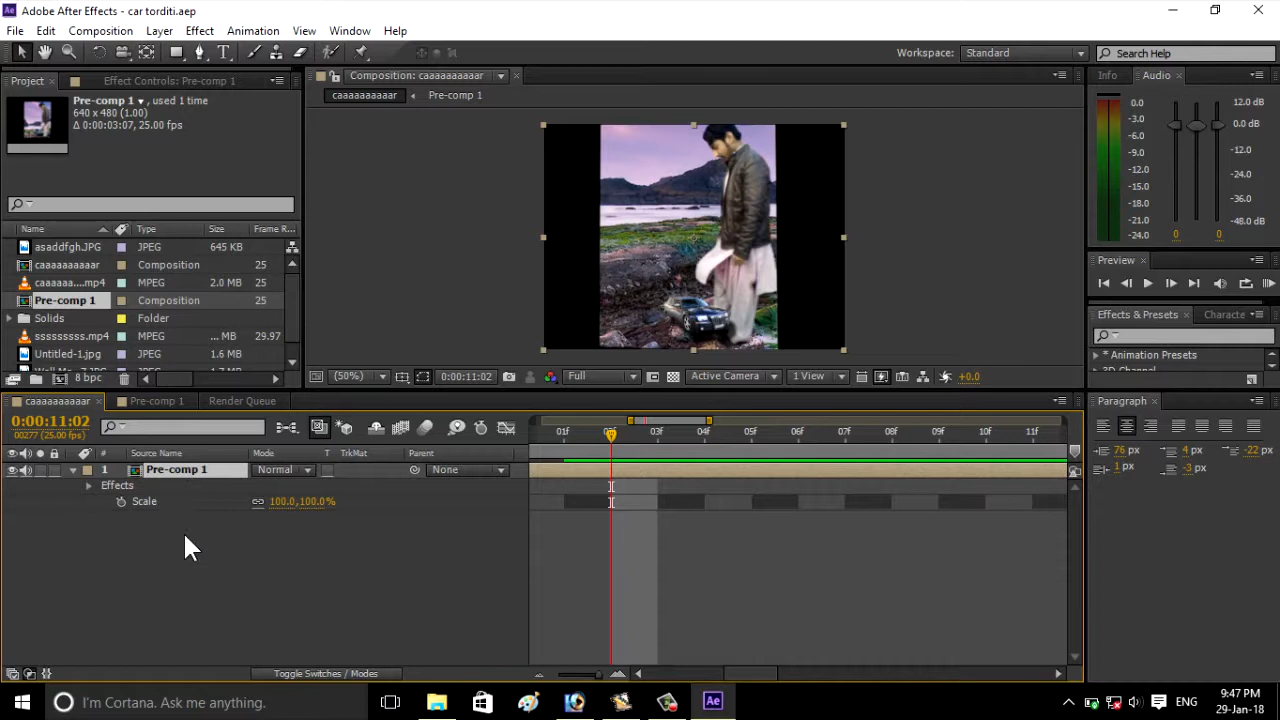 Adobe After Effects - car torditi.aep
File Edit Composition Layer Effect Animation View Window Help
Workspace: Standard Search Help
Project Effect Controls: Pre-comp 1 Composition: caaaaaaaaaar Info Audio
caaaaaaaaaar Pre-comp 1
Pre-comp 1 , used 1 time
640 x 480 (1.00)
Δ 0:00:03:07, 25.00 fps
0.0 12.0 dB
-3.0
-6.0 0.0 dB
-9.0
-12.0 -12.0
-15.0 -24.0
-18.0
-21.0 -36.0
-24.0 -48.0 dB
0 0
Name Type Size Frame R...
asaddfghJPG JPEG 645 KB
caaaaaaaaaar Composition 25
caaaaaa....mp4 MPEG 2.0 MB
Pre-comp 1 Composition 25
Solids Folder
sssssssss.mp4 MPEG ... MB 29.97
Untitled-1.jpg JPEG 1.6 MB
Preview
Effects & Presets Characte
* Animation Presets
8 bpc
(50%) 0:00:11:02 Full Active Camera 1 View +0.0
caaaaaaaaaar Pre-comp 1 Render Queue
Paragraph
0:00:11:02
00277 (25.00 fps)
01f 02f 03f 04f 05f 06f 07f 08f 09f 10f 11f
76 px 4 px -22 px
1 px -3 px
# Source Name Mode T TrkMat Parent
1 Pre-comp 1 Normal None
Effects
Scale 100.0,100.0%
Toggle Switches / Modes
I'm Cortana. Ask me anything.
Ae
ENG
9:47 PM
29-Jan-18